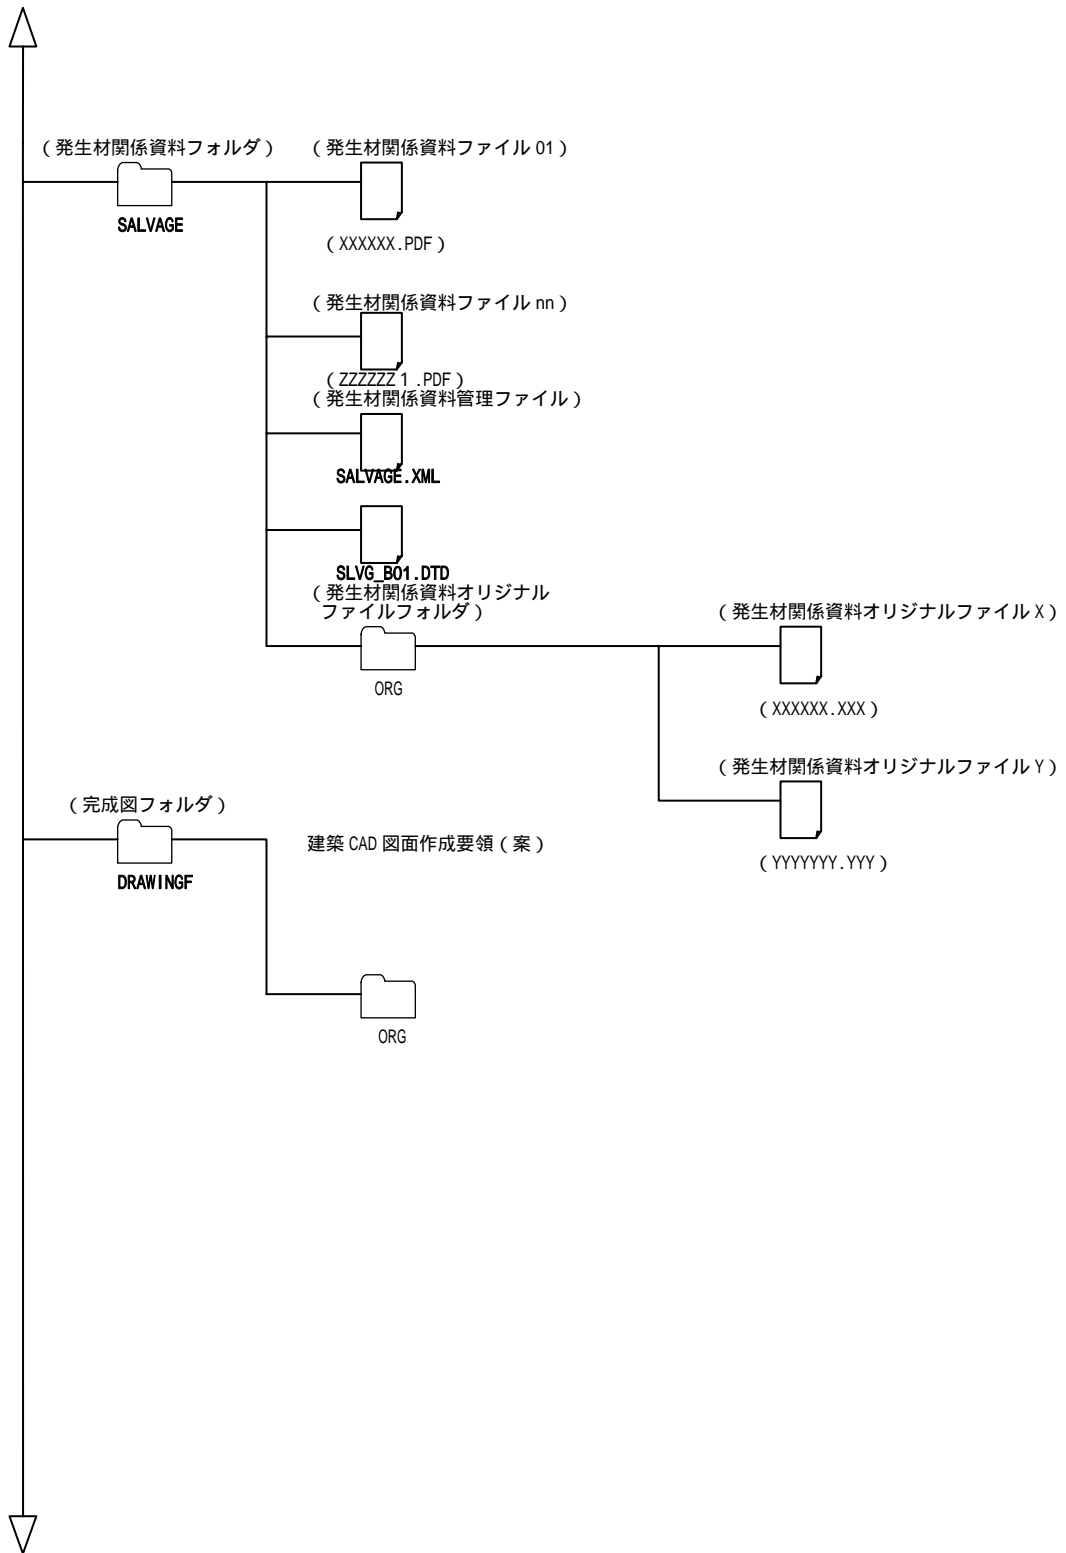 （発生材関係資料フォルダ）
（発生材関係資料ファイル 01）
SALVAGE
（XXXXXX.PDF）
（発生材関係資料ファイル nn）
（ZZZZZZ１.PDF）
（発生材関係資料管理ファイル）
SALVAGE.XML
SLVG_B01.DTD
（発生材関係資料オリジナル
ファイルフォルダ）
ORG
（発生材関係資料オリジナルファイル X）
（XXXXXX.XXX）
（発生材関係資料オリジナルファイル Y）
（YYYYYYY.YYY）
（完成図フォルダ）
DRAWINGF
建築 CAD 図面作成要領（案）
ORG